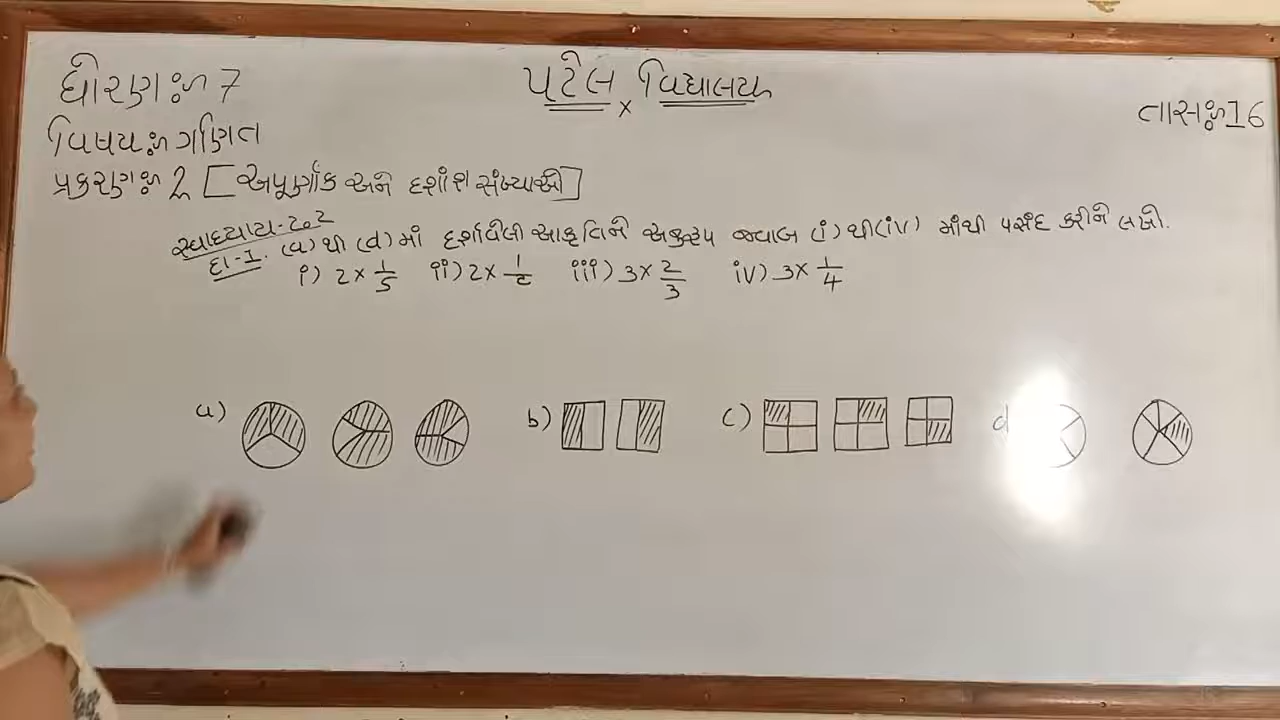 પટેલ × વિદ્યાલય
ધોરણઃ 7
તાસઃ 16
વિષયઃ ગણિત
પ્રકરણઃ 2 [અપૂર્ણાંક અને દશાંશ સંખ્યાઓ]
સ્વાધ્યાય-2.2
દા-1. (a) થી (d) માં દર્શાવેલી આકૃતિને અનુરૂપ જવાબ (i) થી (iv) માંથી પસંદ કરીને લખો.
i) 2 × 1/5 ii) 2 × 1/2 iii) 3 × 2/3 iv) 3 × 1/4
a) b) c) d